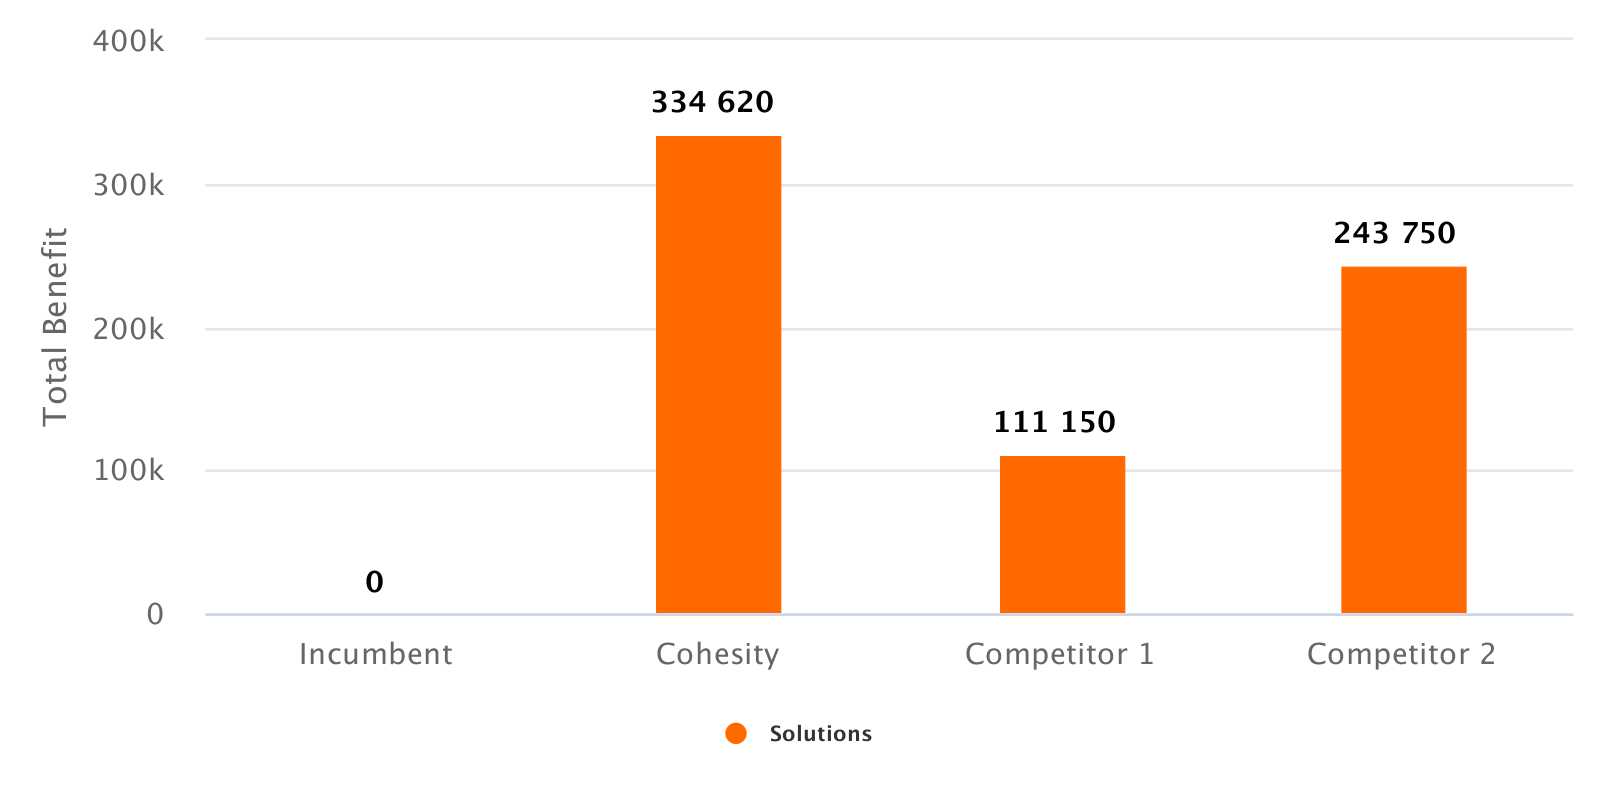 400k
334 620
300k
243 750
Total Benefit
200k
111 150
100k
0
0
Incumbent
Cohesity
Competitor 1
Competitor 2
Solutions